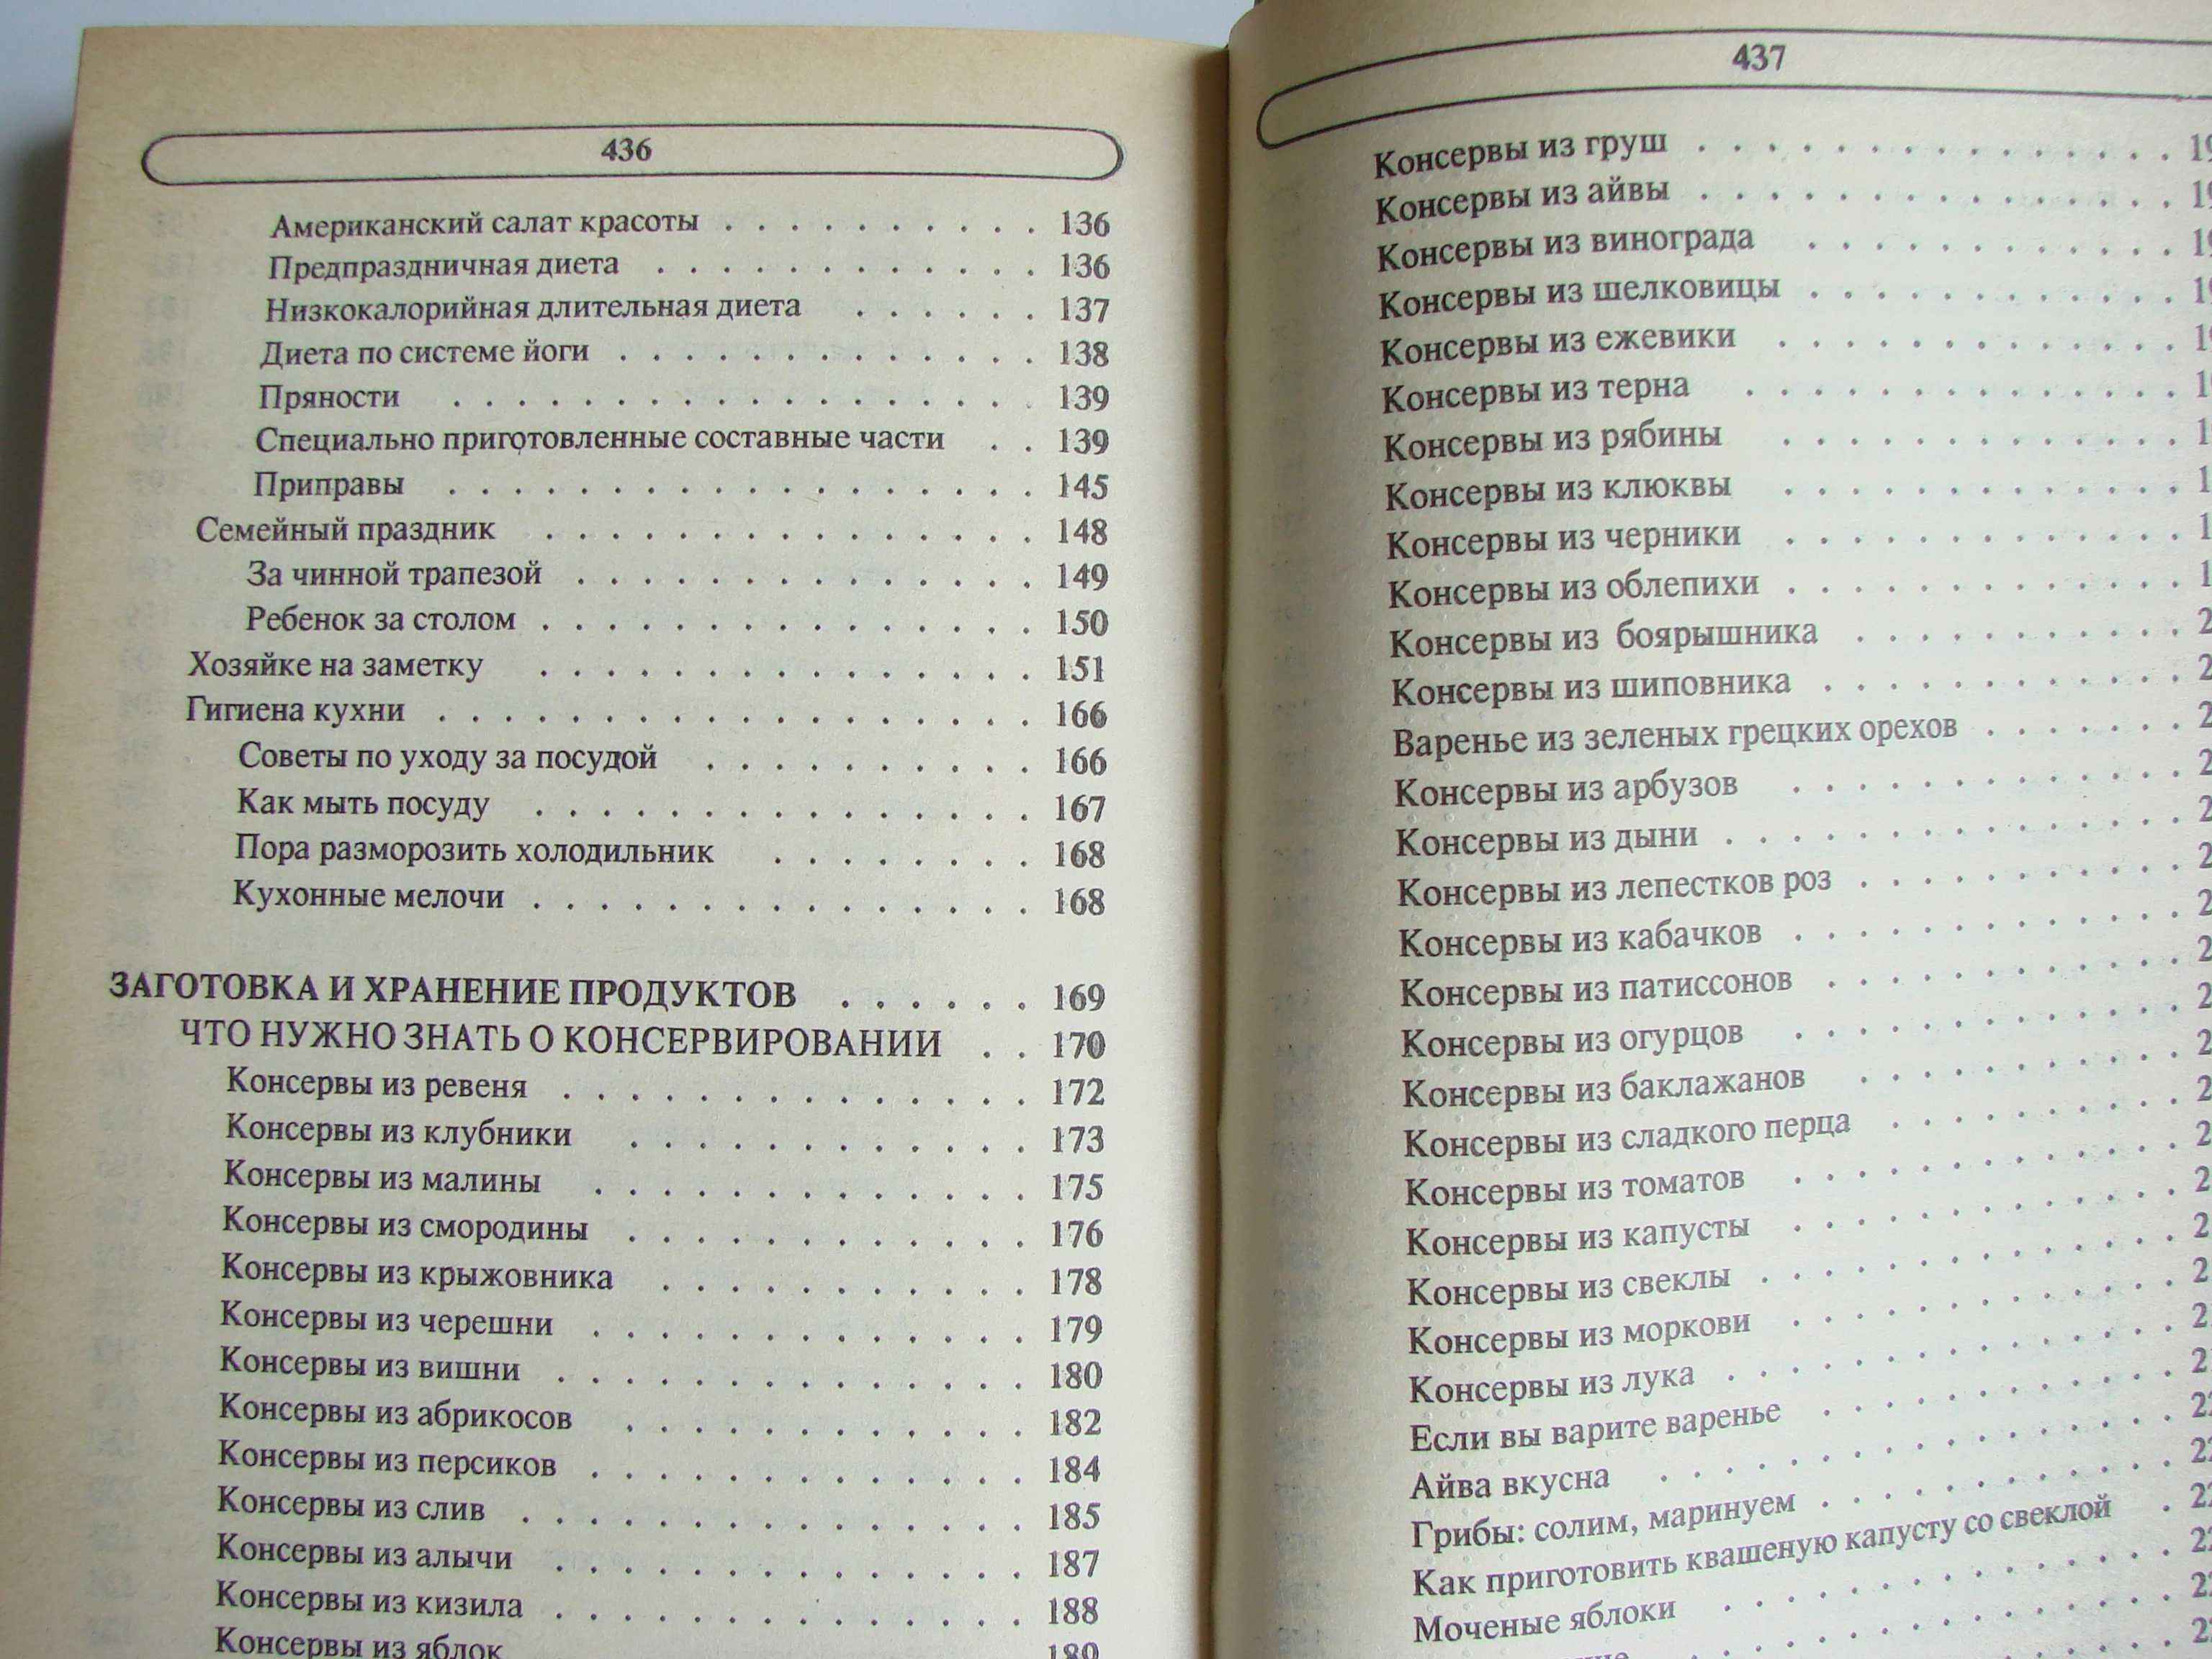 436
Американский салат красоты . . . . . . . . . . 136
Предпраздничная диета . . . . . . . . . . . . 136
Низкокалорийная длительная диета . . . . . . 137
Диета по системе йоги . . . . . . . . . . . . . 138
Пряности . . . . . . . . . . . . . . . . . . 139
Специально приготовленные составные части . . 139
Приправы . . . . . . . . . . . . . . . . . . 145
Семейный праздник . . . . . . . . . . . . . . . 148
За чинной трапезой . . . . . . . . . . . . . . 149
Ребенок за столом . . . . . . . . . . . . . . . 150
Хозяйке на заметку . . . . . . . . . . . . . . . 151
Гигиена кухни . . . . . . . . . . . . . . . . . . 166
Советы по уходу за посудой . . . . . . . . . . 166
Как мыть посуду . . . . . . . . . . . . . . . 167
Пора разморозить холодильник . . . . . . . . 168
Кухонные мелочи . . . . . . . . . . . . . . . 168
ЗАГОТОВКА И ХРАНЕНИЕ ПРОДУКТОВ . . . . . . 169
ЧТО НУЖНО ЗНАТЬ О КОНСЕРВИРОВАНИИ . . 170
Консервы из ревеня . . . . . . . . . . . . . . 172
Консервы из клубники . . . . . . . . . . . . 173
Консервы из малины . . . . . . . . . . . . . 175
Консервы из смородины . . . . . . . . . . . . 176
Консервы из крыжовника . . . . . . . . . . . 178
Консервы из черешни . . . . . . . . . . . . . 179
Консервы из вишни . . . . . . . . . . . . . . 180
Консервы из абрикосов . . . . . . . . . . . . 182
Консервы из персиков . . . . . . . . . . . . . 184
Консервы из слив . . . . . . . . . . . . . . . 185
Консервы из алычи . . . . . . . . . . . . . . 187
Консервы из кизила . . . . . . . . . . . . . . 188
Консервы из яблок 189
437
Консервы из груш . . . . . . . . . . . . . . .
Консервы из айвы . . . . . . . . . . . . . . .
Консервы из винограда . . . . . . . . . . . .
Консервы из шелковицы . . . . . . . . . . . .
Консервы из ежевики . . . . . . . . . . . . .
Консервы из терна . . . . . . . . . . . . . .
Консервы из рябины . . . . . . . . . . . . .
Консервы из клюквы . . . . . . . . . . . . .
Консервы из черники . . . . . . . . . . . . .
Консервы из облепихи . . . . . . . . . . . . .
Консервы из боярышника . . . . . . . . . . .
Консервы из шиповника . . . . . . . . . . . .
Варенье из зеленых грецких орехов . . . . . . .
Консервы из арбузов . . . . . . . . . . . . .
Консервы из дыни . . . . . . . . . . . . . . .
Консервы из лепестков роз . . . . . . . . . . .
Консервы из кабачков . . . . . . . . . . . . .
Консервы из патиссонов . . . . . . . . . . . .
Консервы из огурцов . . . . . . . . . . . . .
Консервы из баклажанов . . . . . . . . . . .
Консервы из сладкого перца . . . . . . . . . .
Консервы из томатов . . . . . . . . . . . . .
Консервы из капусты . . . . . . . . . . . . .
Консервы из свеклы . . . . . . . . . . . . . .
Консервы из моркови . . . . . . . . . . . . .
Консервы из лука . . . . . . . . . . . . . . .
Если вы варите варенье . . . . . . . . . . . .
Айва вкусна . . . . . . . . . . . . . . . . .
Грибы: солим, маринуем . . . . . . . . . . . .
Как приготовить квашеную капусту со свеклой .
Моченые яблоки . . . . . . . . . . . . . . .